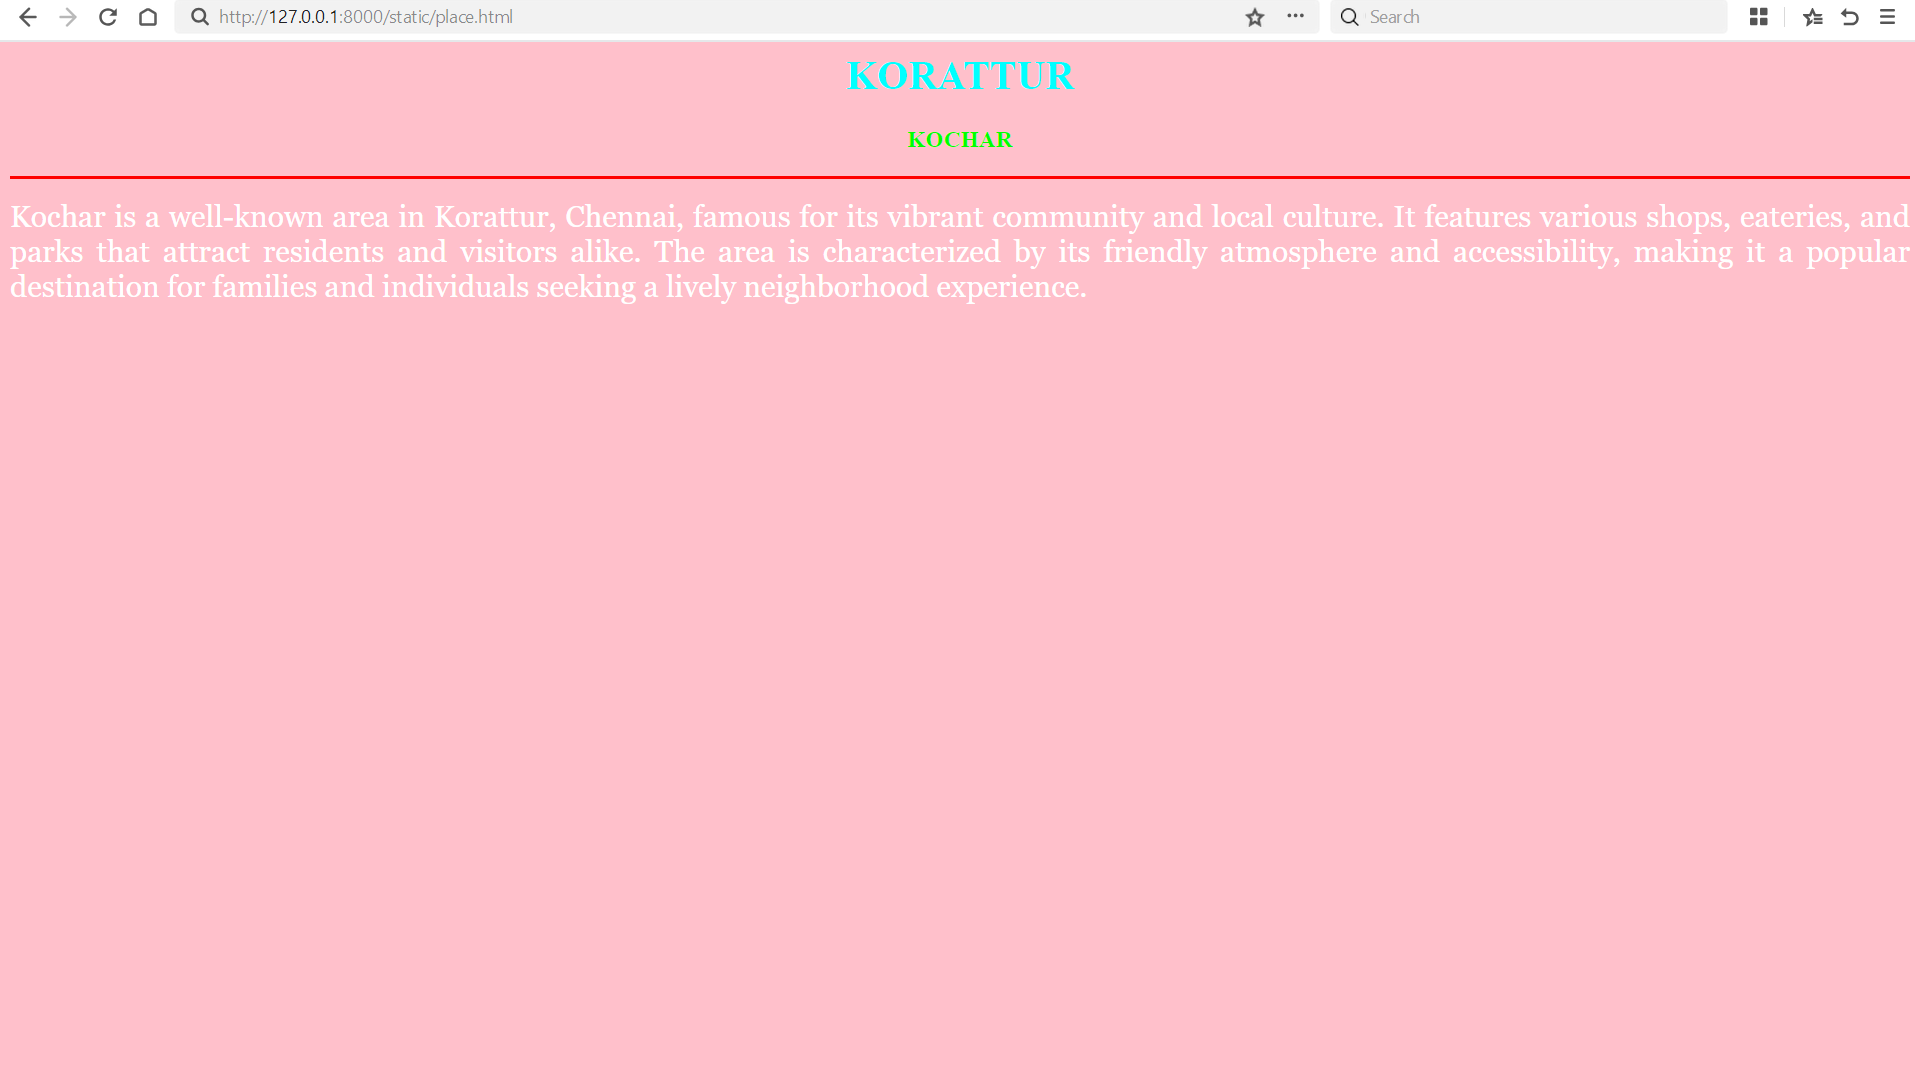 http://127.0.0.1:8000/static/place.html
Search
KORATTUR
KOCHAR
Kochar is a well-known area in Korattur, Chennai, famous for its vibrant community and local culture. It features various shops, eateries, and
parks that attract residents and visitors alike. The area is characterized by its friendly atmosphere and accessibility, making it a popular
destination for families and individuals seeking a lively neighborhood experience.